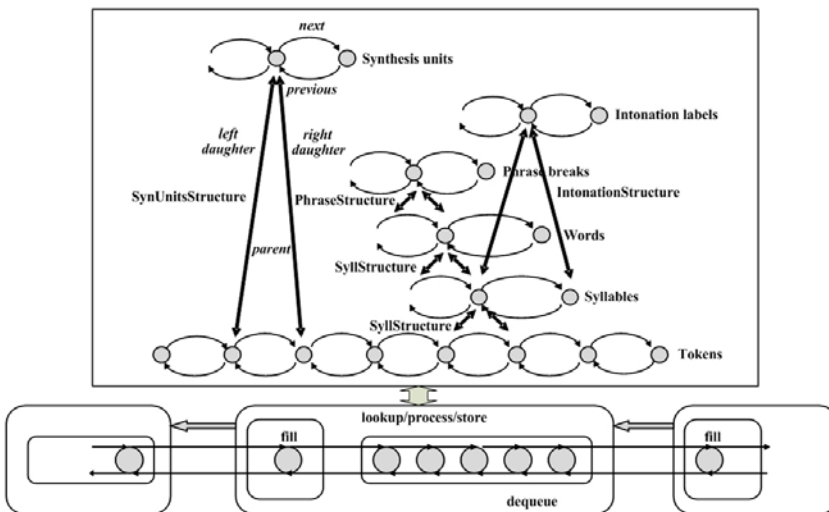 next
Synthesis units
previous
Intonation labels
left
daughter
right
daughter
Phrase breaks
SynUnitsStructure
PhraseStructure
IntonationStructure
Words
parent
SyllStructure
Syllables
SyllStructure
Tokens
lookup/process/store
fill
fill
dequeue